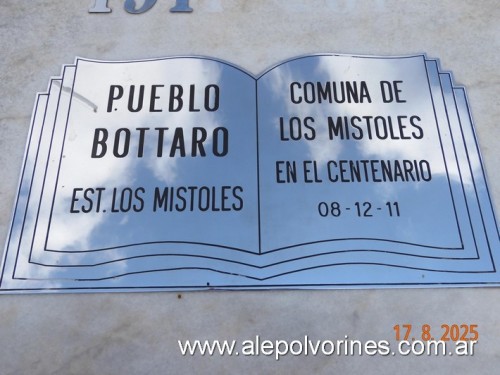 PUEBLO
BOTTARO
EST. LOS MISTOLES
COMUNA DE
LOS MISTOLES
EN EL CENTENARIO
08-12-11
17.8.2025
www.alepolvorines.com.ar